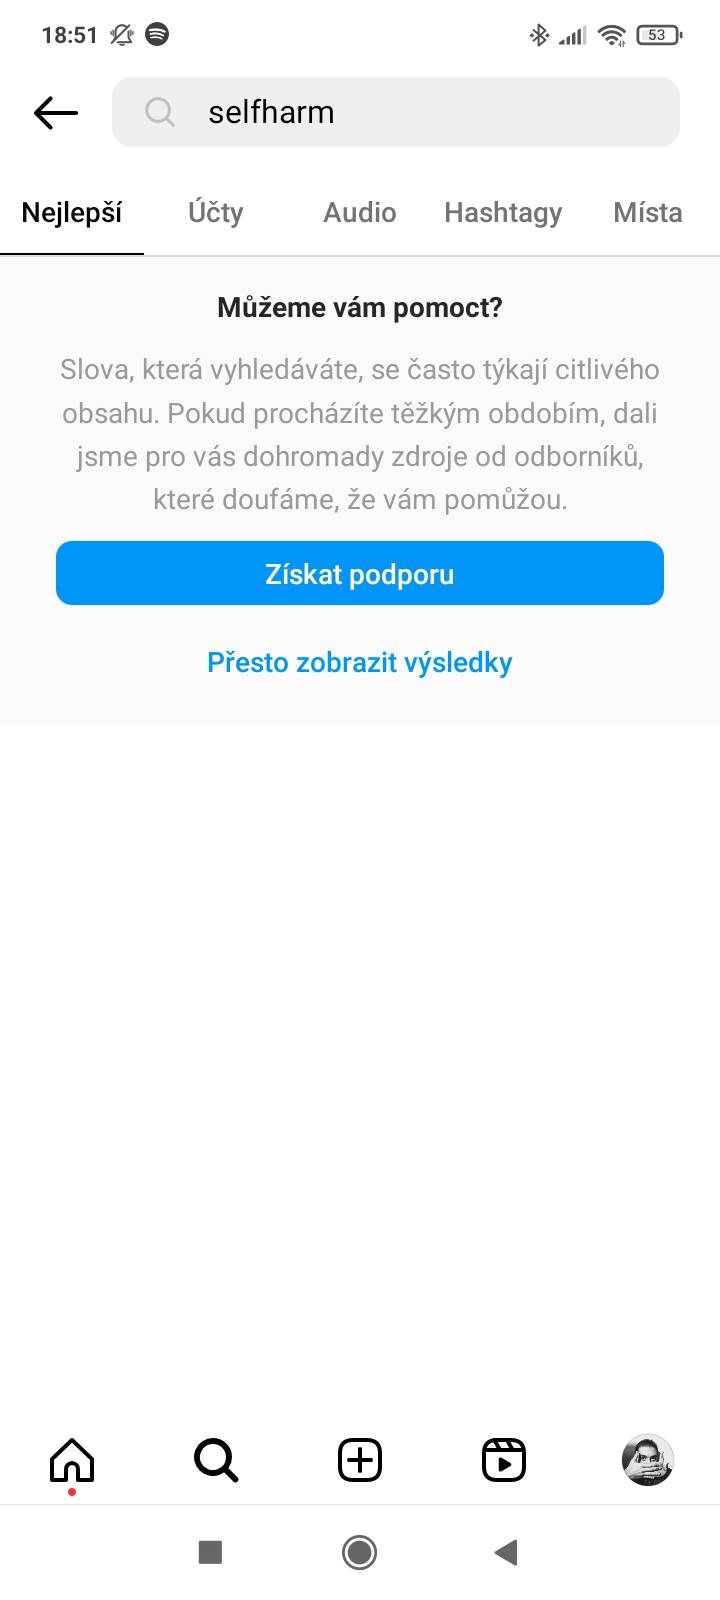 18:51
53
selfharm
Nejlepší Účty Audio Hashtagy Místa
Můžeme vám pomoct?
Slova, která vyhledáváte, se často týkají citlivého
obsahu. Pokud procházíte těžkým obdobím, dali
jsme pro vás dohromady zdroje od odborníků,
které doufáme, že vám pomůžou.
Získat podporu
Přesto zobrazit výsledky